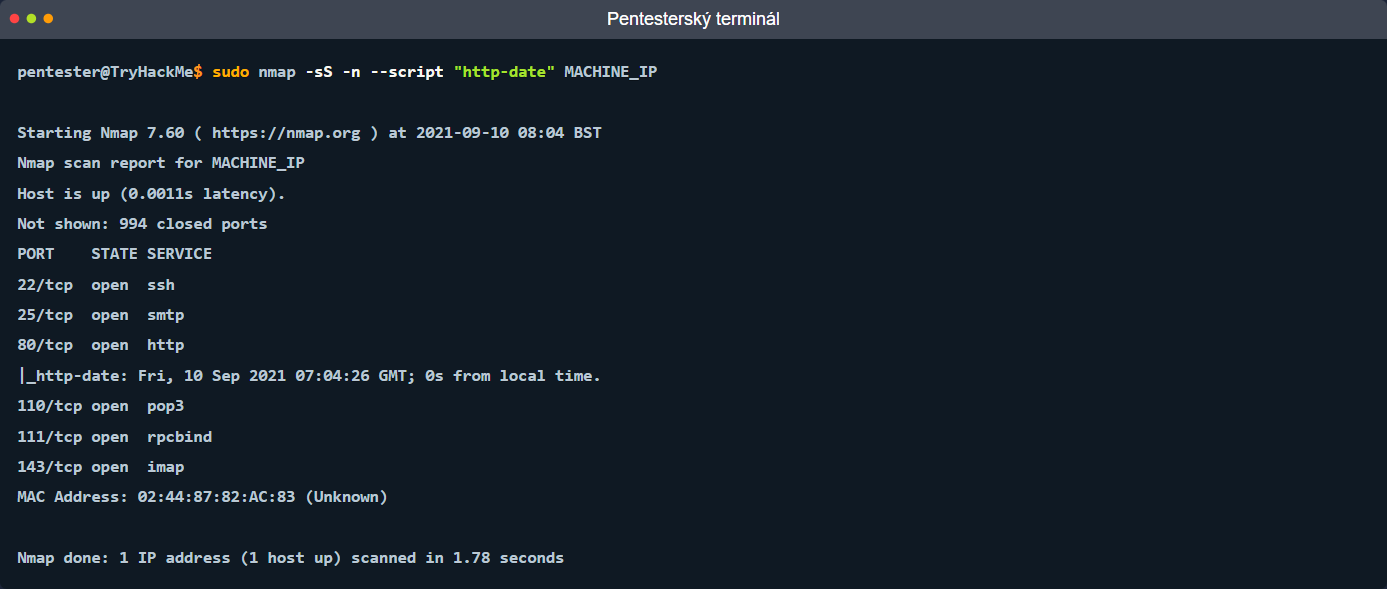 Pentesterský terminál
pentester@TryHackMe$ sudo nmap -sS -n --script "http-date" MACHINE_IP
Starting Nmap 7.60 ( https://nmap.org ) at 2021-09-10 08:04 BST
Nmap scan report for MACHINE_IP
Host is up (0.0011s latency).
Not shown: 994 closed ports
PORT    STATE SERVICE
22/tcp  open  ssh
25/tcp  open  smtp
80/tcp  open  http
|_http-date: Fri, 10 Sep 2021 07:04:26 GMT; 0s from local time.
110/tcp open  pop3
111/tcp open  rpcbind
143/tcp open  imap
MAC Address: 02:44:87:82:AC:83 (Unknown)
Nmap done: 1 IP address (1 host up) scanned in 1.78 seconds